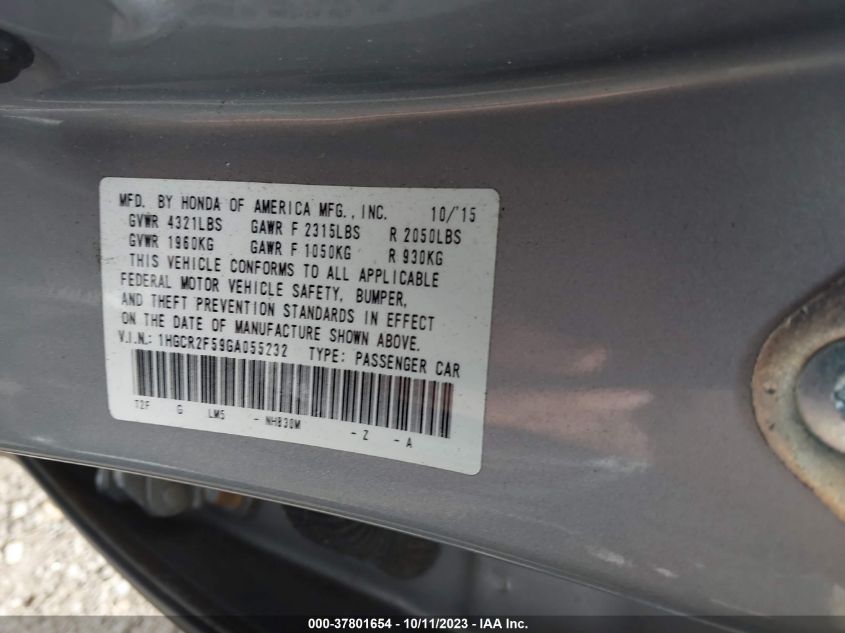 MFD. BY HONDA OF AMERICA MFG., INC. 10/'15
GVWR 4321LBS GAWR F 2315LBS R 2050LBS
GVWR 1960KG GAWR F 1050KG R 930KG
THIS VEHICLE CONFORMS TO ALL APPLICABLE
FEDERAL MOTOR VEHICLE SAFETY, BUMPER,
AND THEFT PREVENTION STANDARDS IN EFFECT
ON THE DATE OF MANUFACTURE SHOWN ABOVE.
V.I.N.: 1HGCR2F59GA055232 TYPE: PASSENGER CAR
T2F G LM5 - NH830M - Z - A
000-37801654 - 10/11/2023 - IAA Inc.